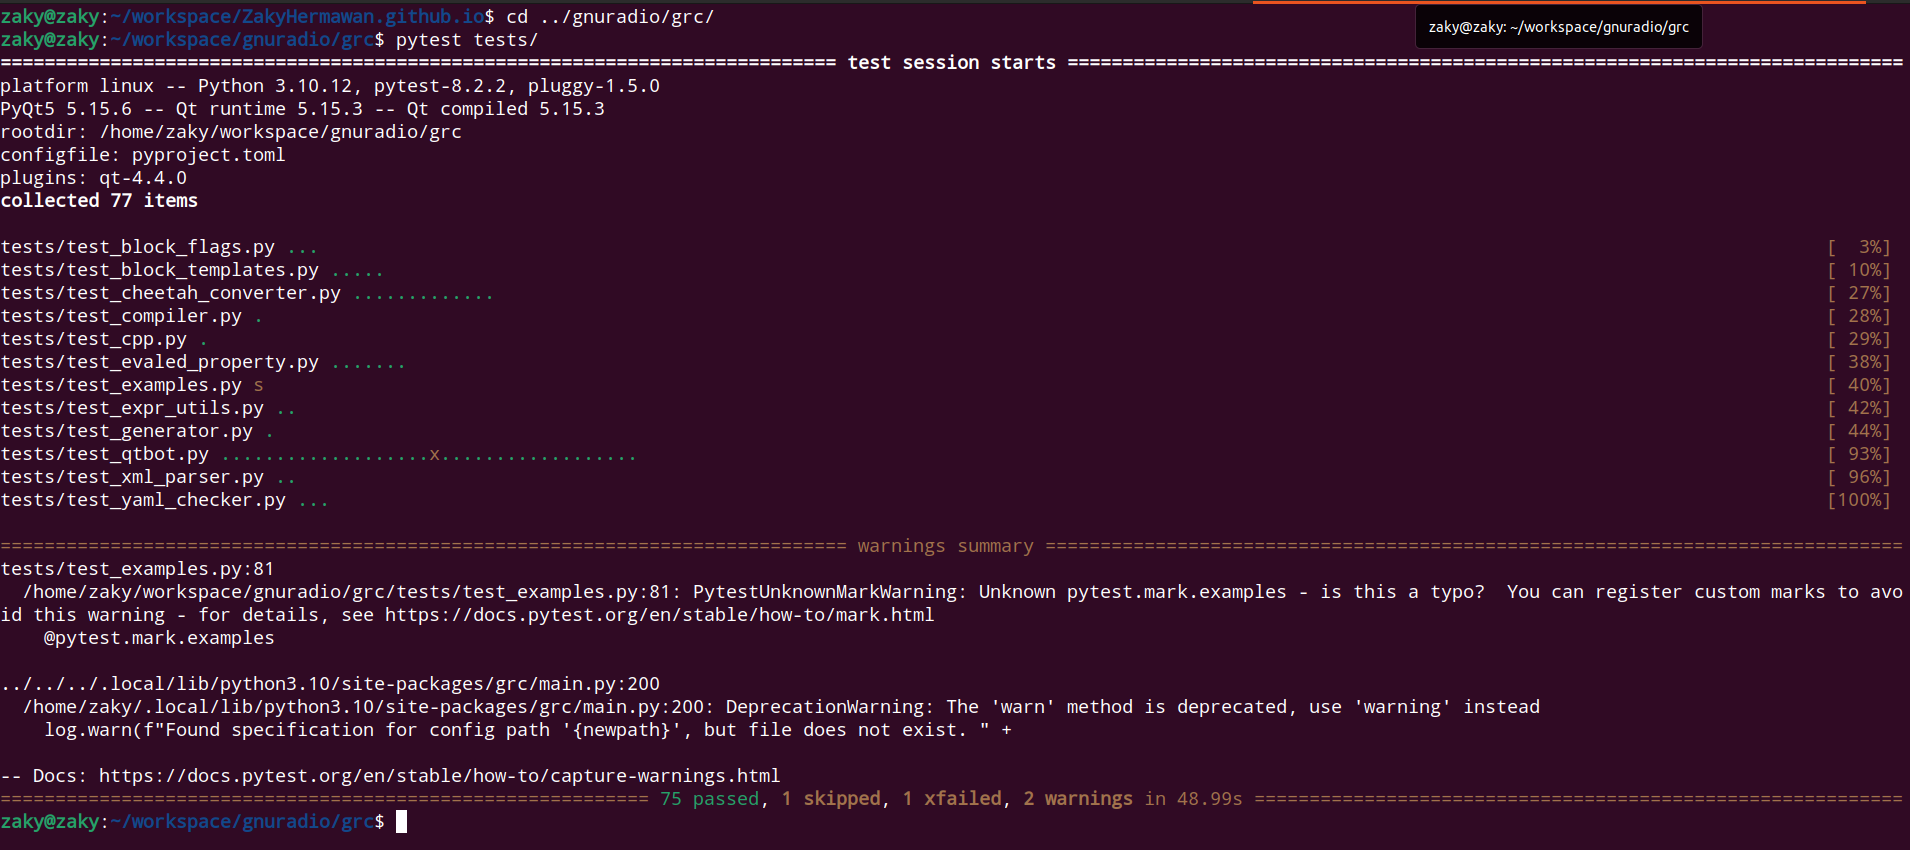 zaky@zaky:~/workspace/ZakyHermawan.github.io$ cd ../gnuradio/grc/
zaky@zaky: ~/workspace/gnuradio/grc
zaky@zaky:~/workspace/gnuradio/grc$ pytest tests/
============================================================================ test session starts ============================================================================
platform linux -- Python 3.10.12, pytest-8.2.2, pluggy-1.5.0
PyQt5 5.15.6 -- Qt runtime 5.15.3 -- Qt compiled 5.15.3
rootdir: /home/zaky/workspace/gnuradio/grc
configfile: pyproject.toml
plugins: qt-4.4.0
collected 77 items
tests/test_block_flags.py ... [  3%]
tests/test_block_templates.py ..... [ 10%]
tests/test_cheetah_converter.py ............. [ 27%]
tests/test_compiler.py . [ 28%]
tests/test_cpp.py . [ 29%]
tests/test_evaled_property.py ....... [ 38%]
tests/test_examples.py s [ 40%]
tests/test_expr_utils.py .. [ 42%]
tests/test_generator.py . [ 44%]
tests/test_qtbot.py ...................x.................. [ 93%]
tests/test_xml_parser.py .. [ 96%]
tests/test_yaml_checker.py ... [100%]
============================================================================= warnings summary ==============================================================================
tests/test_examples.py:81
  /home/zaky/workspace/gnuradio/grc/tests/test_examples.py:81: PytestUnknownMarkWarning: Unknown pytest.mark.examples - is this a typo?  You can register custom marks to avo
id this warning - for details, see https://docs.pytest.org/en/stable/how-to/mark.html
    @pytest.mark.examples
../../../.local/lib/python3.10/site-packages/grc/main.py:200
  /home/zaky/.local/lib/python3.10/site-packages/grc/main.py:200: DeprecationWarning: The 'warn' method is deprecated, use 'warning' instead
    log.warn(f"Found specification for config path '{newpath}', but file does not exist. " +
-- Docs: https://docs.pytest.org/en/stable/how-to/capture-warnings.html
=========================================================== 75 passed, 1 skipped, 1 xfailed, 2 warnings in 48.99s ===========================================================
zaky@zaky:~/workspace/gnuradio/grc$